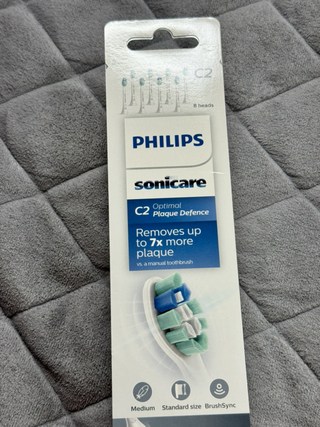 C2
8 heads
PHILIPS
sonicare
C2 Optimal
Plaque Defence
Removes up
to 7x more
plaque
vs. a manual toothbrush
Medium Standard size BrushSync